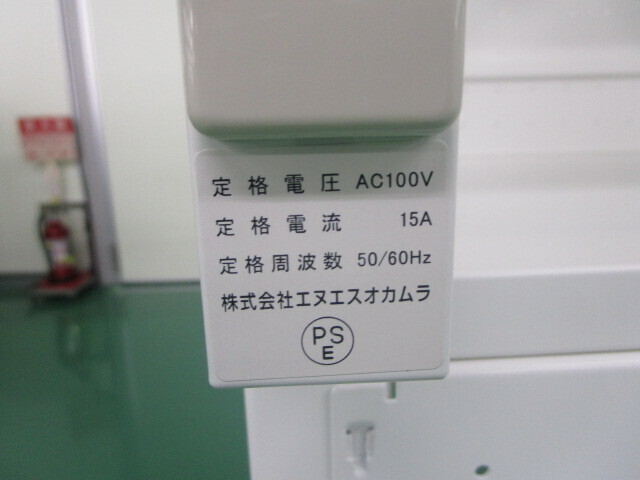 定格電圧 AC100V
定格電流 15A
定格周波数 50/60Hz
株式会社エヌエスオカムラ
PS
E